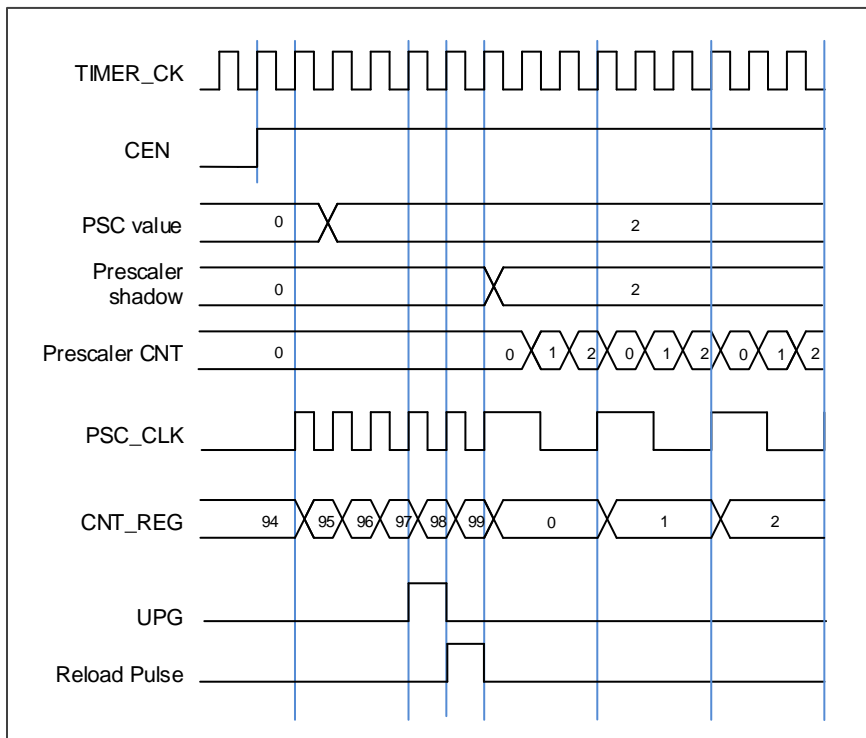 TIMER_CK
CEN
PSC value 0 2
Prescaler
shadow 0 2
Prescaler CNT 0 0 1 2 0 1 2 0 1 2
PSC_CLK
CNT_REG 94 95 96 97 98 99 0 1 2
UPG
Reload Pulse